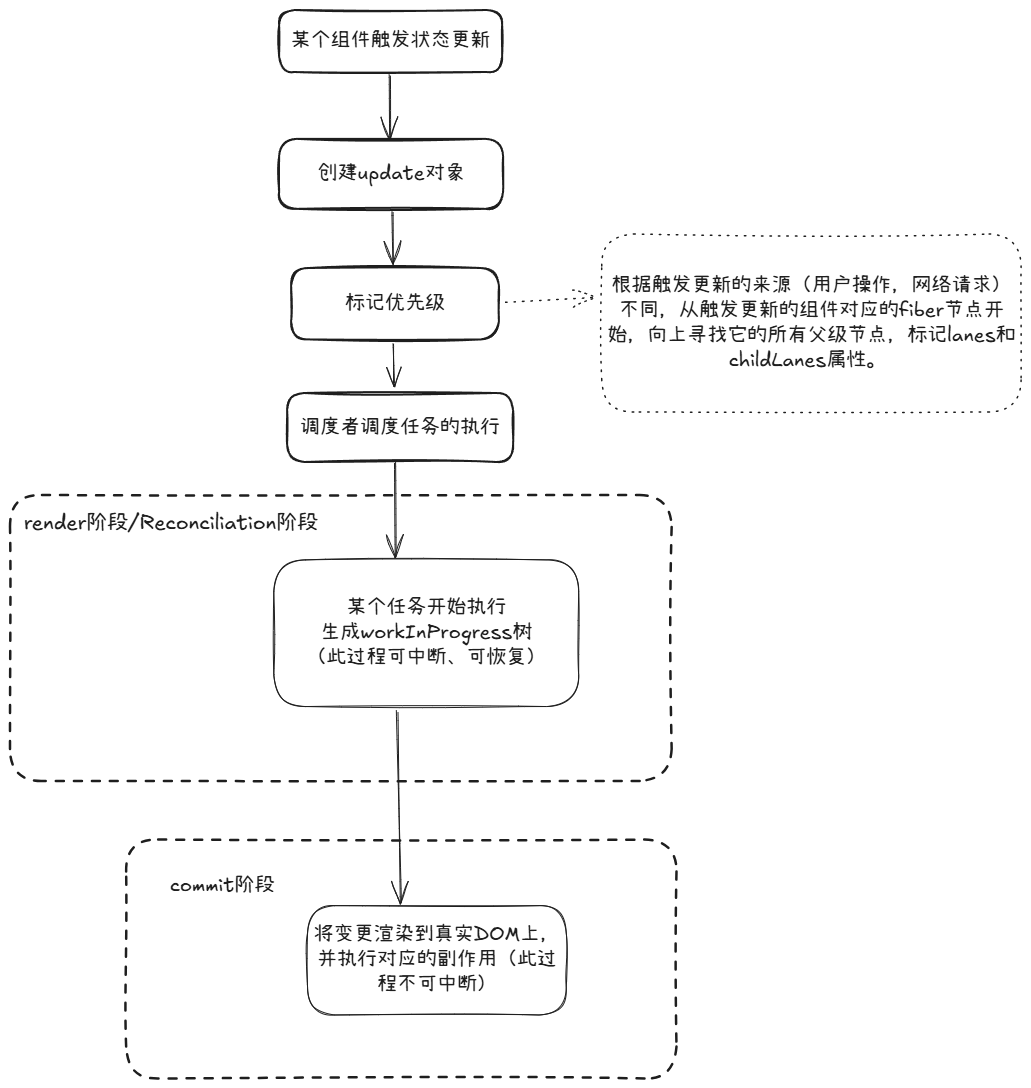 某个组件触发状态更新
创建update对象
标记优先级
根据触发更新的来源（用户操作，网络请求）
不同，从触发更新的组件对应的fiber节点开
始，向上寻找它的所有父级节点，标记lanes和
childLanes属性。
调度者调度任务的执行
render阶段/Reconciliation阶段
某个任务开始执行
生成workInProgress树
（此过程可中断、可恢复）
commit阶段
将变更渲染到真实DOM上，
并执行对应的副作用（此过
程不可中断）